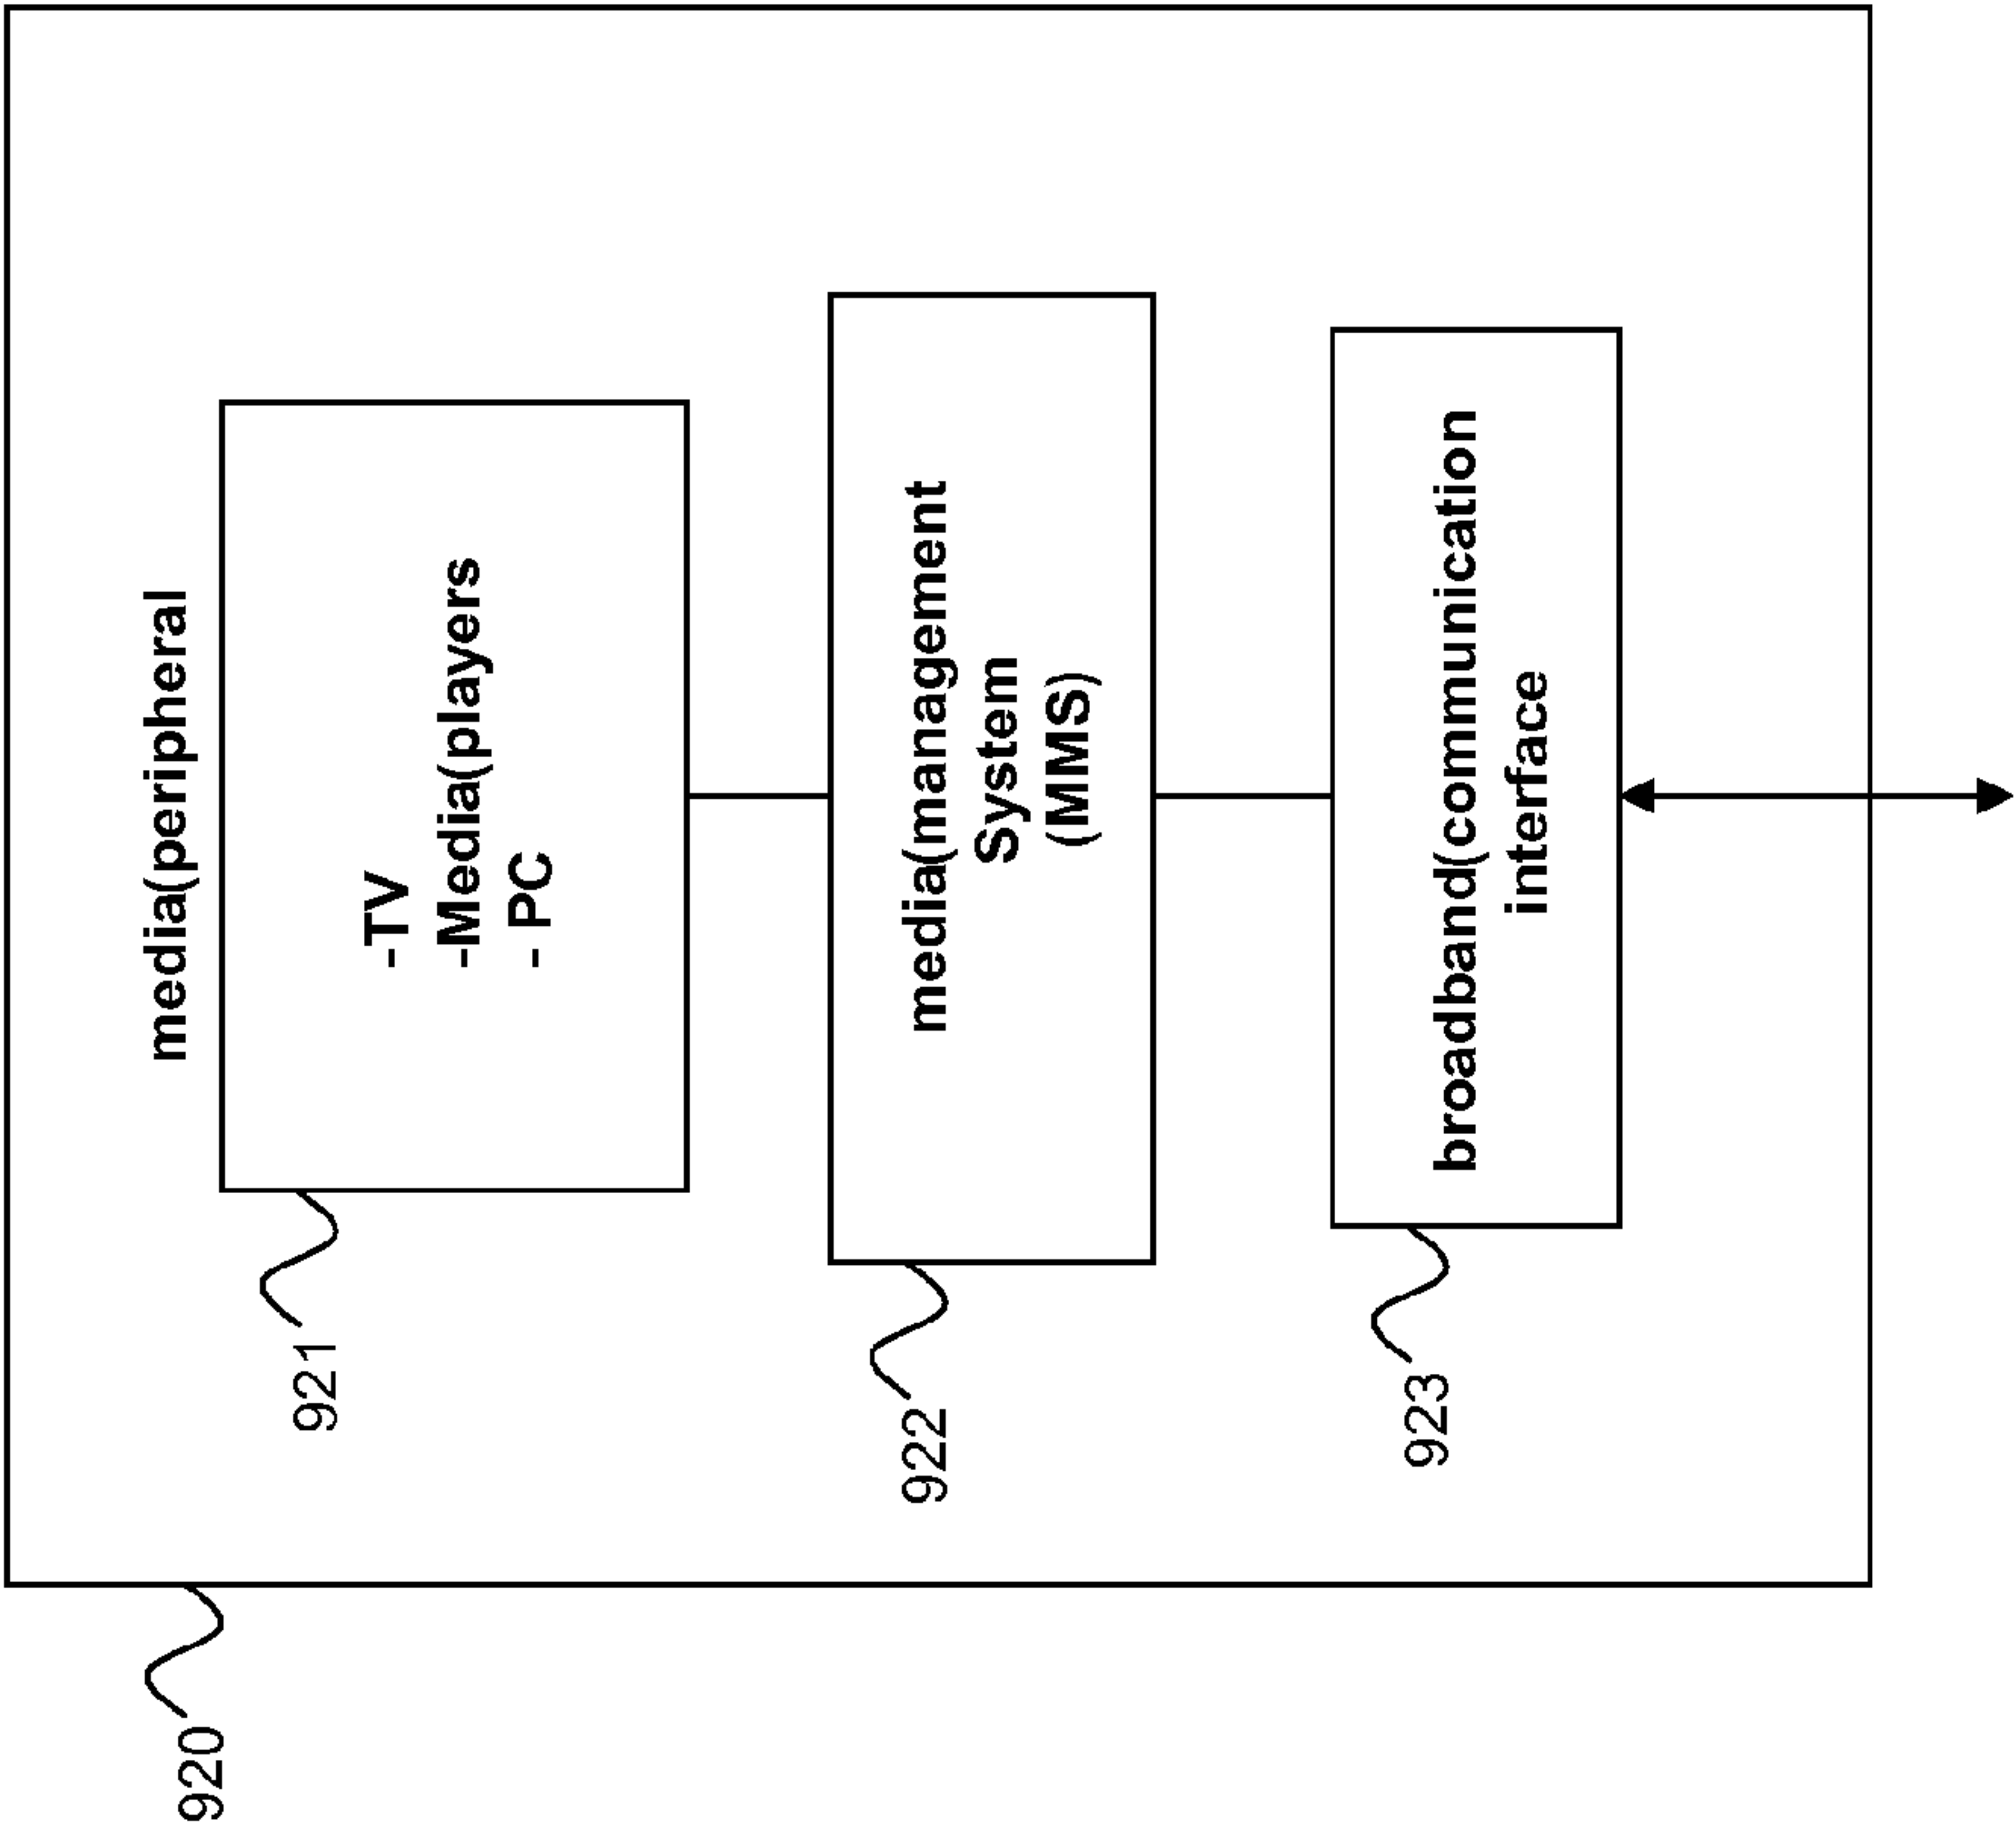 media(peripheral
-TV
-Media(players
- PC
921
media(management
System
(MMS)
922
broadband(communication
interface
923
920